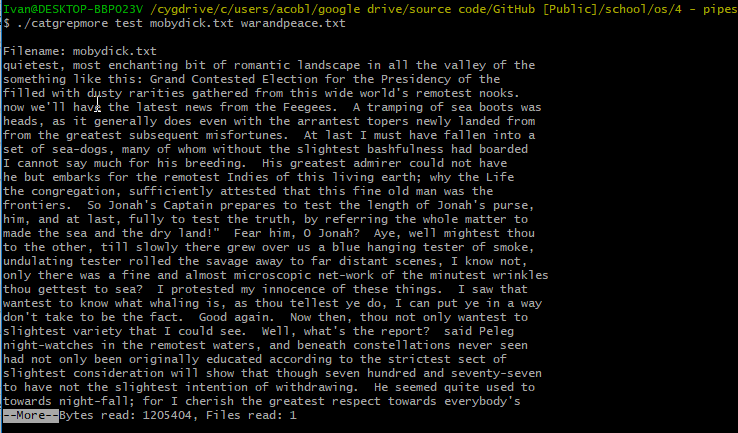 Ivan@DESKTOP-BBPO23V /cygdrive/c/users/acobl/google drive/source code/GitHub [Public]/school/os/4 - pipes
$ ./catgrepmore test mobydick.txt warandpeace.txt
Filename: mobydick.txt
quietest, most enchanting bit of romantic landscape in all the valley of the
something like this: Grand Contested Election for the Presidency of the
filled with dusty rarities gathered from this wide world's remotest nooks.
now we'll have the latest news from the Feegees.  A tramping of sea boots was
heads, as it generally does even with the arrantest topers newly landed from
from the greatest subsequent misfortunes.  At last I must have fallen into a
set of sea-dogs, many of whom without the slightest bashfulness had boarded
I cannot say much for his breeding.  His greatest admirer could not have
he but embarks for the remotest Indies of this living earth; why the Life
the congregation, sufficiently attested that this fine old man was the
frontiers.  So Jonah's Captain prepares to test the length of Jonah's purse,
him, and at last, fully to test the truth, by referring the whole matter to
made the sea and the dry land!"  Fear him, O Jonah?  Aye, well mightest thou
to the other, till slowly there grew over us a blue hanging tester of smoke,
undulating tester rolled the savage away to far distant scenes, I know not,
only there was a fine and almost microscopic net-work of the minutest wrinkles
thou gettest to sea?  I protested my innocence of these things.  I saw that
wantest to know what whaling is, as thou tellest ye do, I can put ye in a way
don't take to be the fact.  Good again.  Now then, thou not only wantest to
slightest variety that I could see.  Well, what's the report?  said Peleg
night-watches in the remotest waters, and beneath constellations never seen
had not only been originally educated according to the strictest sect of
slightest consideration will show that though seven hundred and seventy-seven
to have not the slightest intention of withdrawing.  He seemed quite used to
towards night-fall; for I cherish the greatest respect towards everybody's
--More--Bytes read: 1205404, Files read: 1